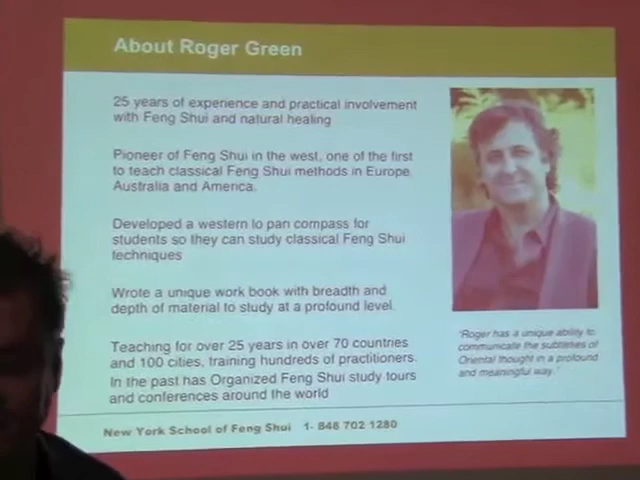 About Roger Green
25 years of experience and practical involvement
with Feng Shui and natural healing
Pioneer of Feng Shui in the west, one of the first
to teach classical Feng Shui methods in Europe
Australia and America.
Developed a western lo pan compass for
students so they can study classical Feng Shui
techniques
Wrote a unique work book with breadth and
depth of material to study at a profound level.
Teaching for over 25 years in over 70 countries
and 100 cities, training hundreds of practitioners.
In the past has Organized Feng Shui study tours
and conferences around the world
"Roger has a unique ability to
communicate the subtleties of
Oriental thought in a profound
and meaningful way."
New York School of Feng Shui 1- 848 702 1280